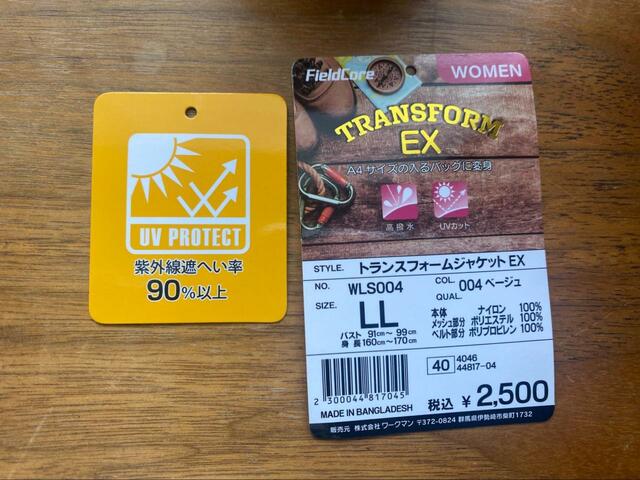 UV PROTECT
紫外線遮へい率
90%以上
FieldCore
WOMEN
TRANSFORM
EX
A4サイズの入るバッグに変身
高撥水
UVカット
STYLE. トランスフォームジャケットEX
NO. WLS004
COL. 004 ベージュ
SIZE.
LL
バスト 91cm～ 99cm
身長160cm～170cm
QUAL.
本体 ナイロン 100%
メッシュ部分 ポリエステル 100%
ベルト部分 ポリプロピレン 100%
2 300044 817045
40 4046
44817-04
MADE IN BANGLADESH
税込 ¥2,500
販売元 株式会社ワークマン 〒372-0824 群馬県伊勢崎市柴町1732